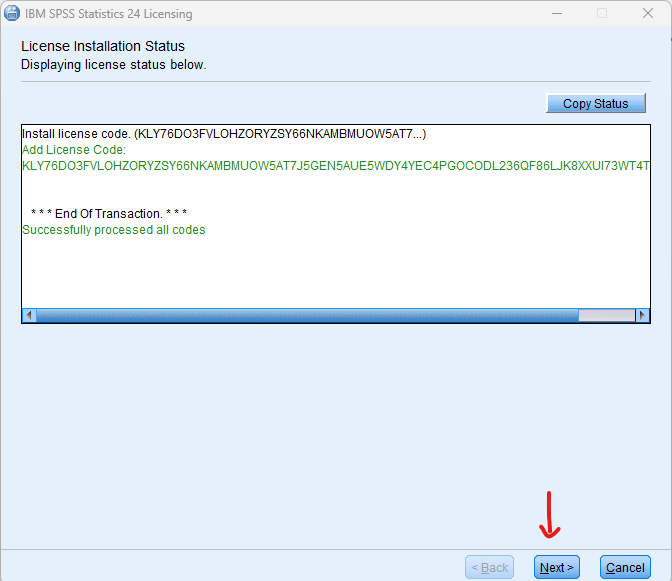 IBM SPSS Statistics 24 Licensing
License Installation Status
Displaying license status below.
Copy Status
Install license code. (KLY76DO3FVLOHZORYZSY66NKAMBMUOW5AT7...)
Add License Code:
KLY76DO3FVLOHZORYZSY66NKAMBMUOW5AT7J5GEN5AUE5WDY4YEC4PGOCODL236QF86LJK8XXUI73WT4T
* * * End Of Transaction. * * *
Successfully processed all codes
< Back Next > Cancel